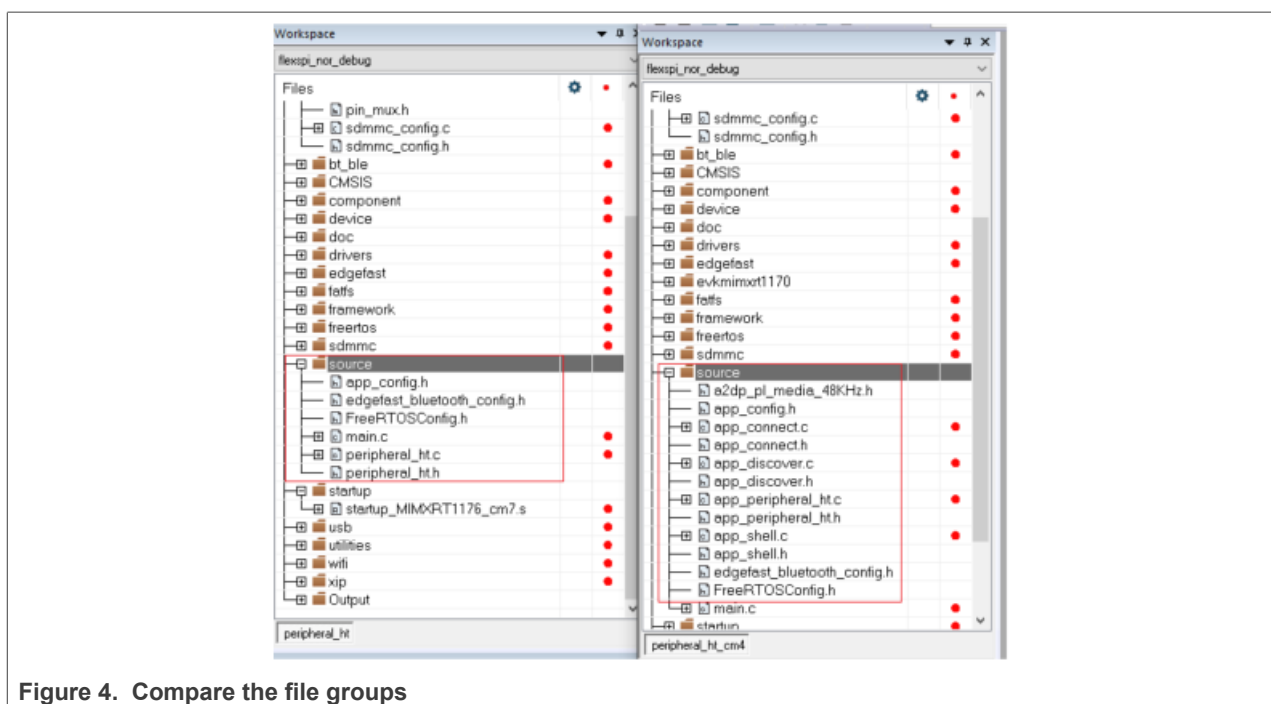 Workspace
flexspi_nor_debug
Files
pin_mux.h
sdmmc_config.c
sdmmc_config.h
bt_ble
CMSIS
component
device
doc
drivers
edgefast
fatfs
framework
freertos
sdmmc
source
app_config.h
edgefast_bluetooth_config.h
FreeRTOSConfig.h
main.c
peripheral_ht.c
peripheral_ht.h
startup
startup_MIMXRT1176_cm7.s
usb
utilities
wifi
xip
Output
peripheral_ht
Workspace
flexspi_nor_debug
Files
sdmmc_config.c
sdmmc_config.h
bt_ble
CMSIS
component
device
doc
drivers
edgefast
evkmimxrt1170
fatfs
framework
freertos
sdmmc
source
a2dp_pl_media_48KHz.h
app_config.h
app_connect.c
app_connect.h
app_discover.c
app_discover.h
app_peripheral_ht.c
app_peripheral_ht.h
app_shell.c
app_shell.h
edgefast_bluetooth_config.h
FreeRTOSConfig.h
main.c
startup
peripheral_ht_cm4
Figure 4. Compare the file groups